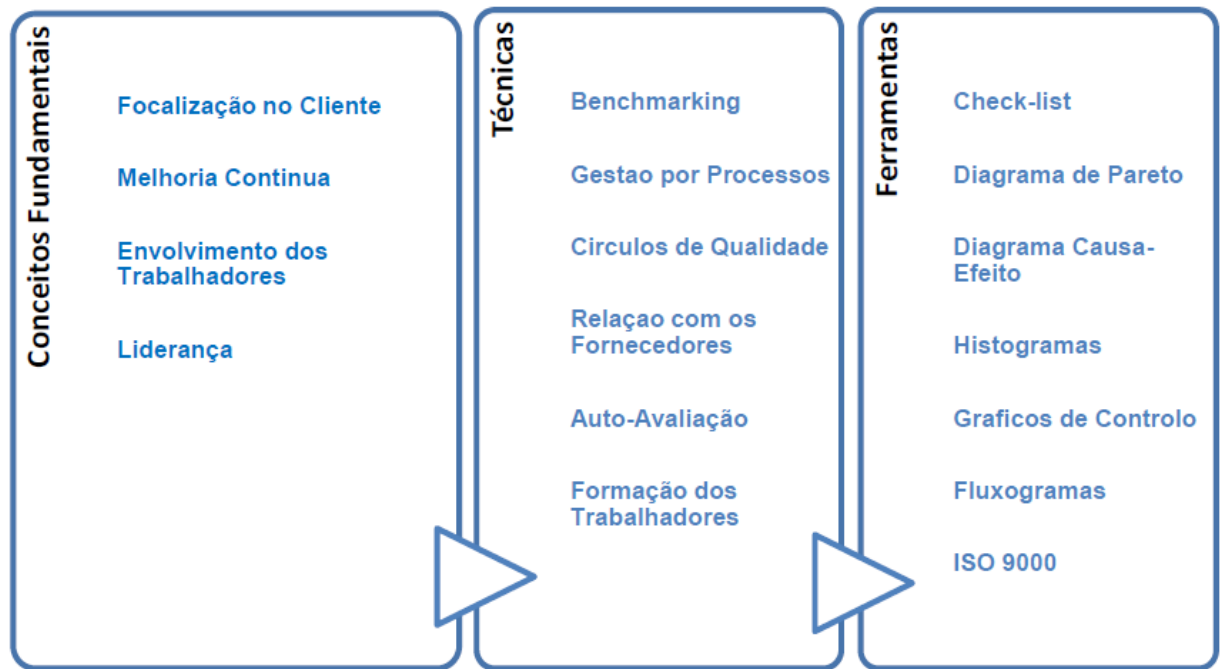 Conceitos Fundamentais
Focalização no Cliente
Melhoria Continua
Envolvimento dos
Trabalhadores
Liderança
Técnicas
Benchmarking
Gestao por Processos
Circulos de Qualidade
Relaçao com os
Fornecedores
Auto-Avaliação
Formação dos
Trabalhadores
Ferramentas
Check-list
Diagrama de Pareto
Diagrama Causa-
Efeito
Histogramas
Graficos de Controlo
Fluxogramas
ISO 9000